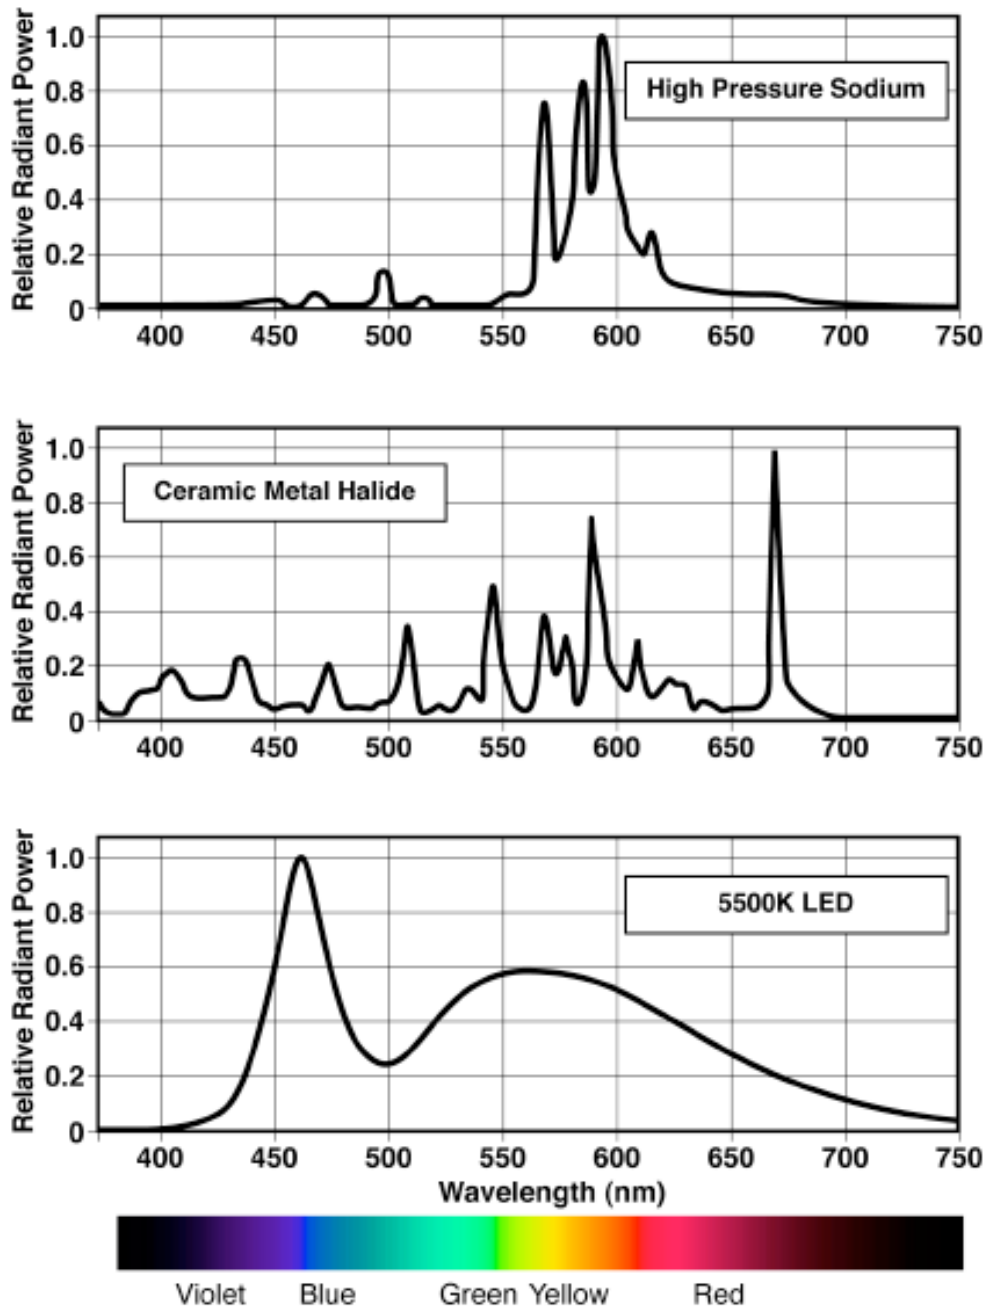 Relative Radiant Power
1.0
0.8
0.6
0.4
0.2
0
High Pressure Sodium
400 450 500 550 600 650 700 750
Relative Radiant Power
1.0
0.8
0.6
0.4
0.2
0
Ceramic Metal Halide
400 450 500 550 600 650 700 750
Relative Radiant Power
1.0
0.8
0.6
0.4
0.2
0
5500K LED
400 450 500 550 600 650 700 750
Wavelength (nm)
Violet Blue Green Yellow Red